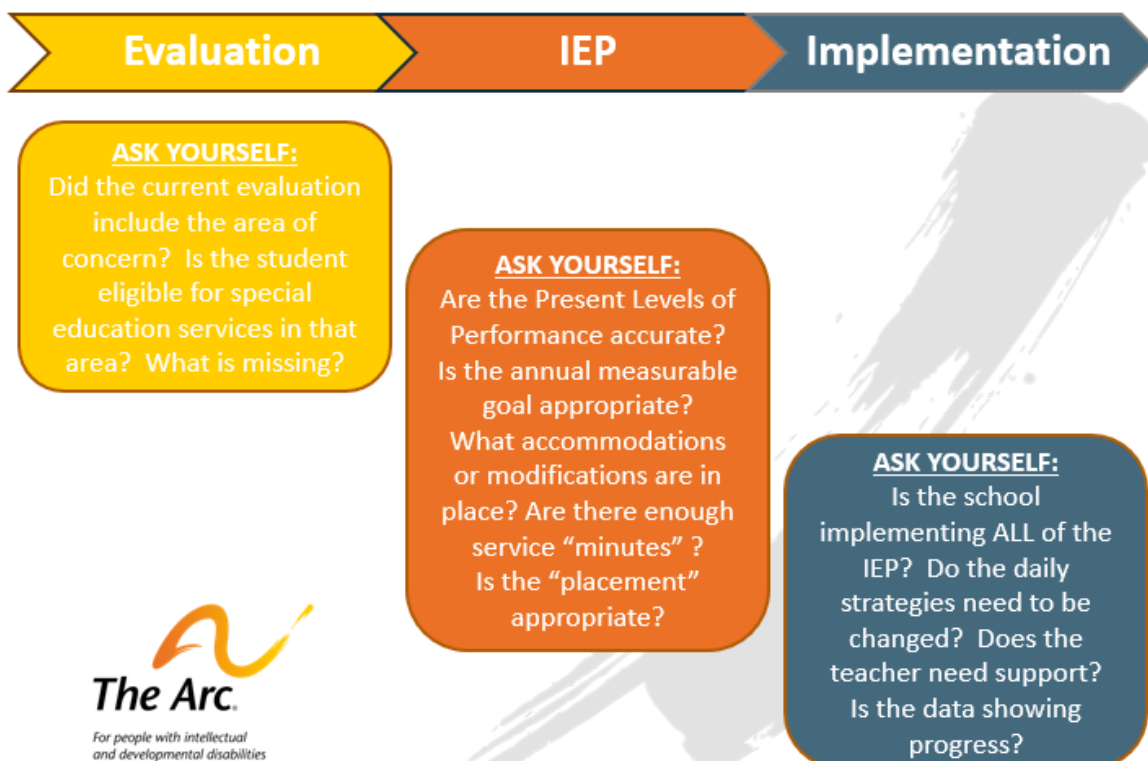 Evaluation
IEP
Implementation
ASK YOURSELF:
Did the current evaluation
include the area of
concern?  Is the student
eligible for special
education services in that
area?  What is missing?
ASK YOURSELF:
Are the Present Levels of
Performance accurate?
Is the annual measurable
goal appropriate?
What accommodations
or modifications are in
place? Are there enough
service “minutes” ?
Is the “placement”
appropriate?
ASK YOURSELF:
Is the school
implementing ALL of the
IEP?  Do the daily
strategies need to be
changed?  Does the
teacher need support?
Is the data showing
progress?
The Arc.
For people with intellectual
and developmental disabilities